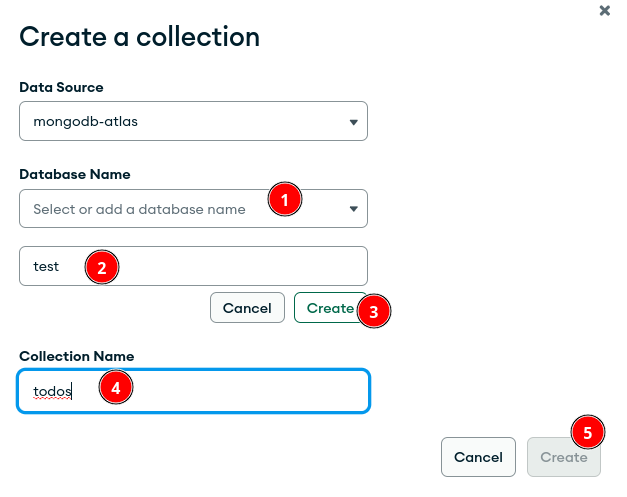 ×
Create a collection
Data Source
mongodb-atlas
Database Name
Select or add a database name 1
test 2
Cancel Create 3
Collection Name
todos 4
5
Cancel Create